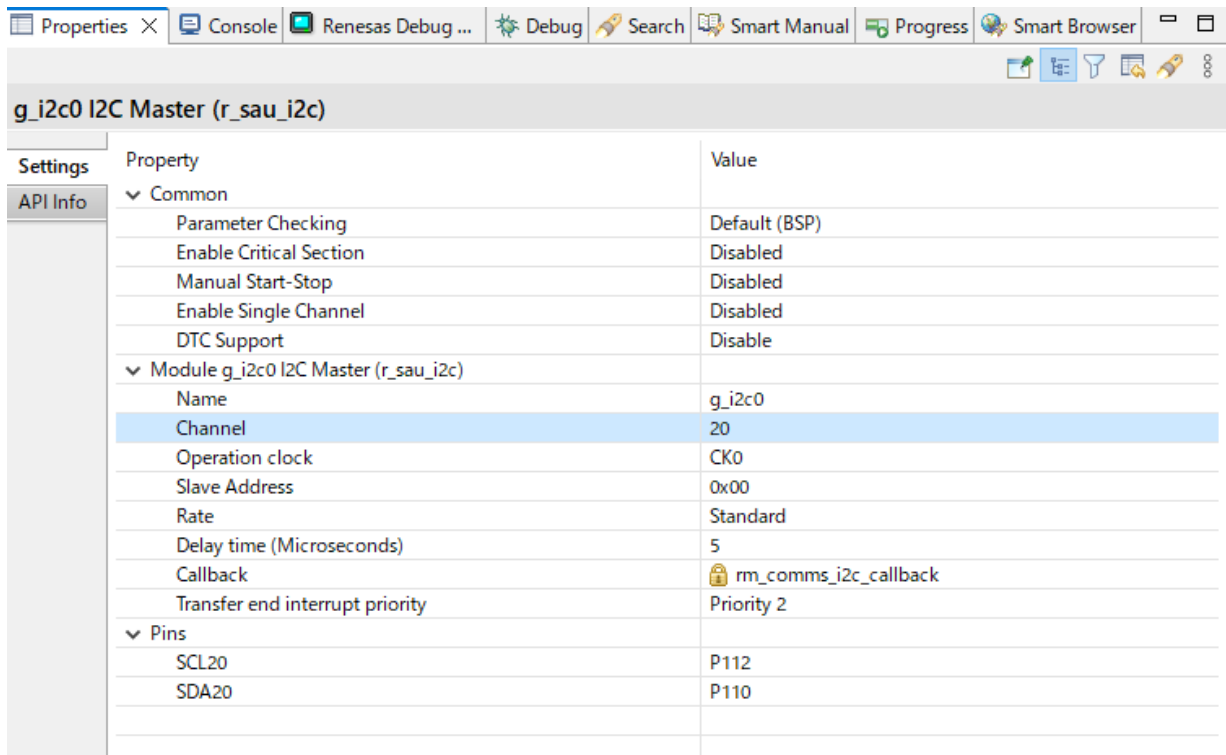 Properties Console Renesas Debug ... Debug Search Smart Manual Progress Smart Browser
g_i2c0 I2C Master (r_sau_i2c)
Settings
API Info
Property Value
Common
Parameter Checking Default (BSP)
Enable Critical Section Disabled
Manual Start-Stop Disabled
Enable Single Channel Disabled
DTC Support Disable
Module g_i2c0 I2C Master (r_sau_i2c)
Name g_i2c0
Channel 20
Operation clock CK0
Slave Address 0x00
Rate Standard
Delay time (Microseconds) 5
Callback rm_comms_i2c_callback
Transfer end interrupt priority Priority 2
Pins
SCL20 P112
SDA20 P110